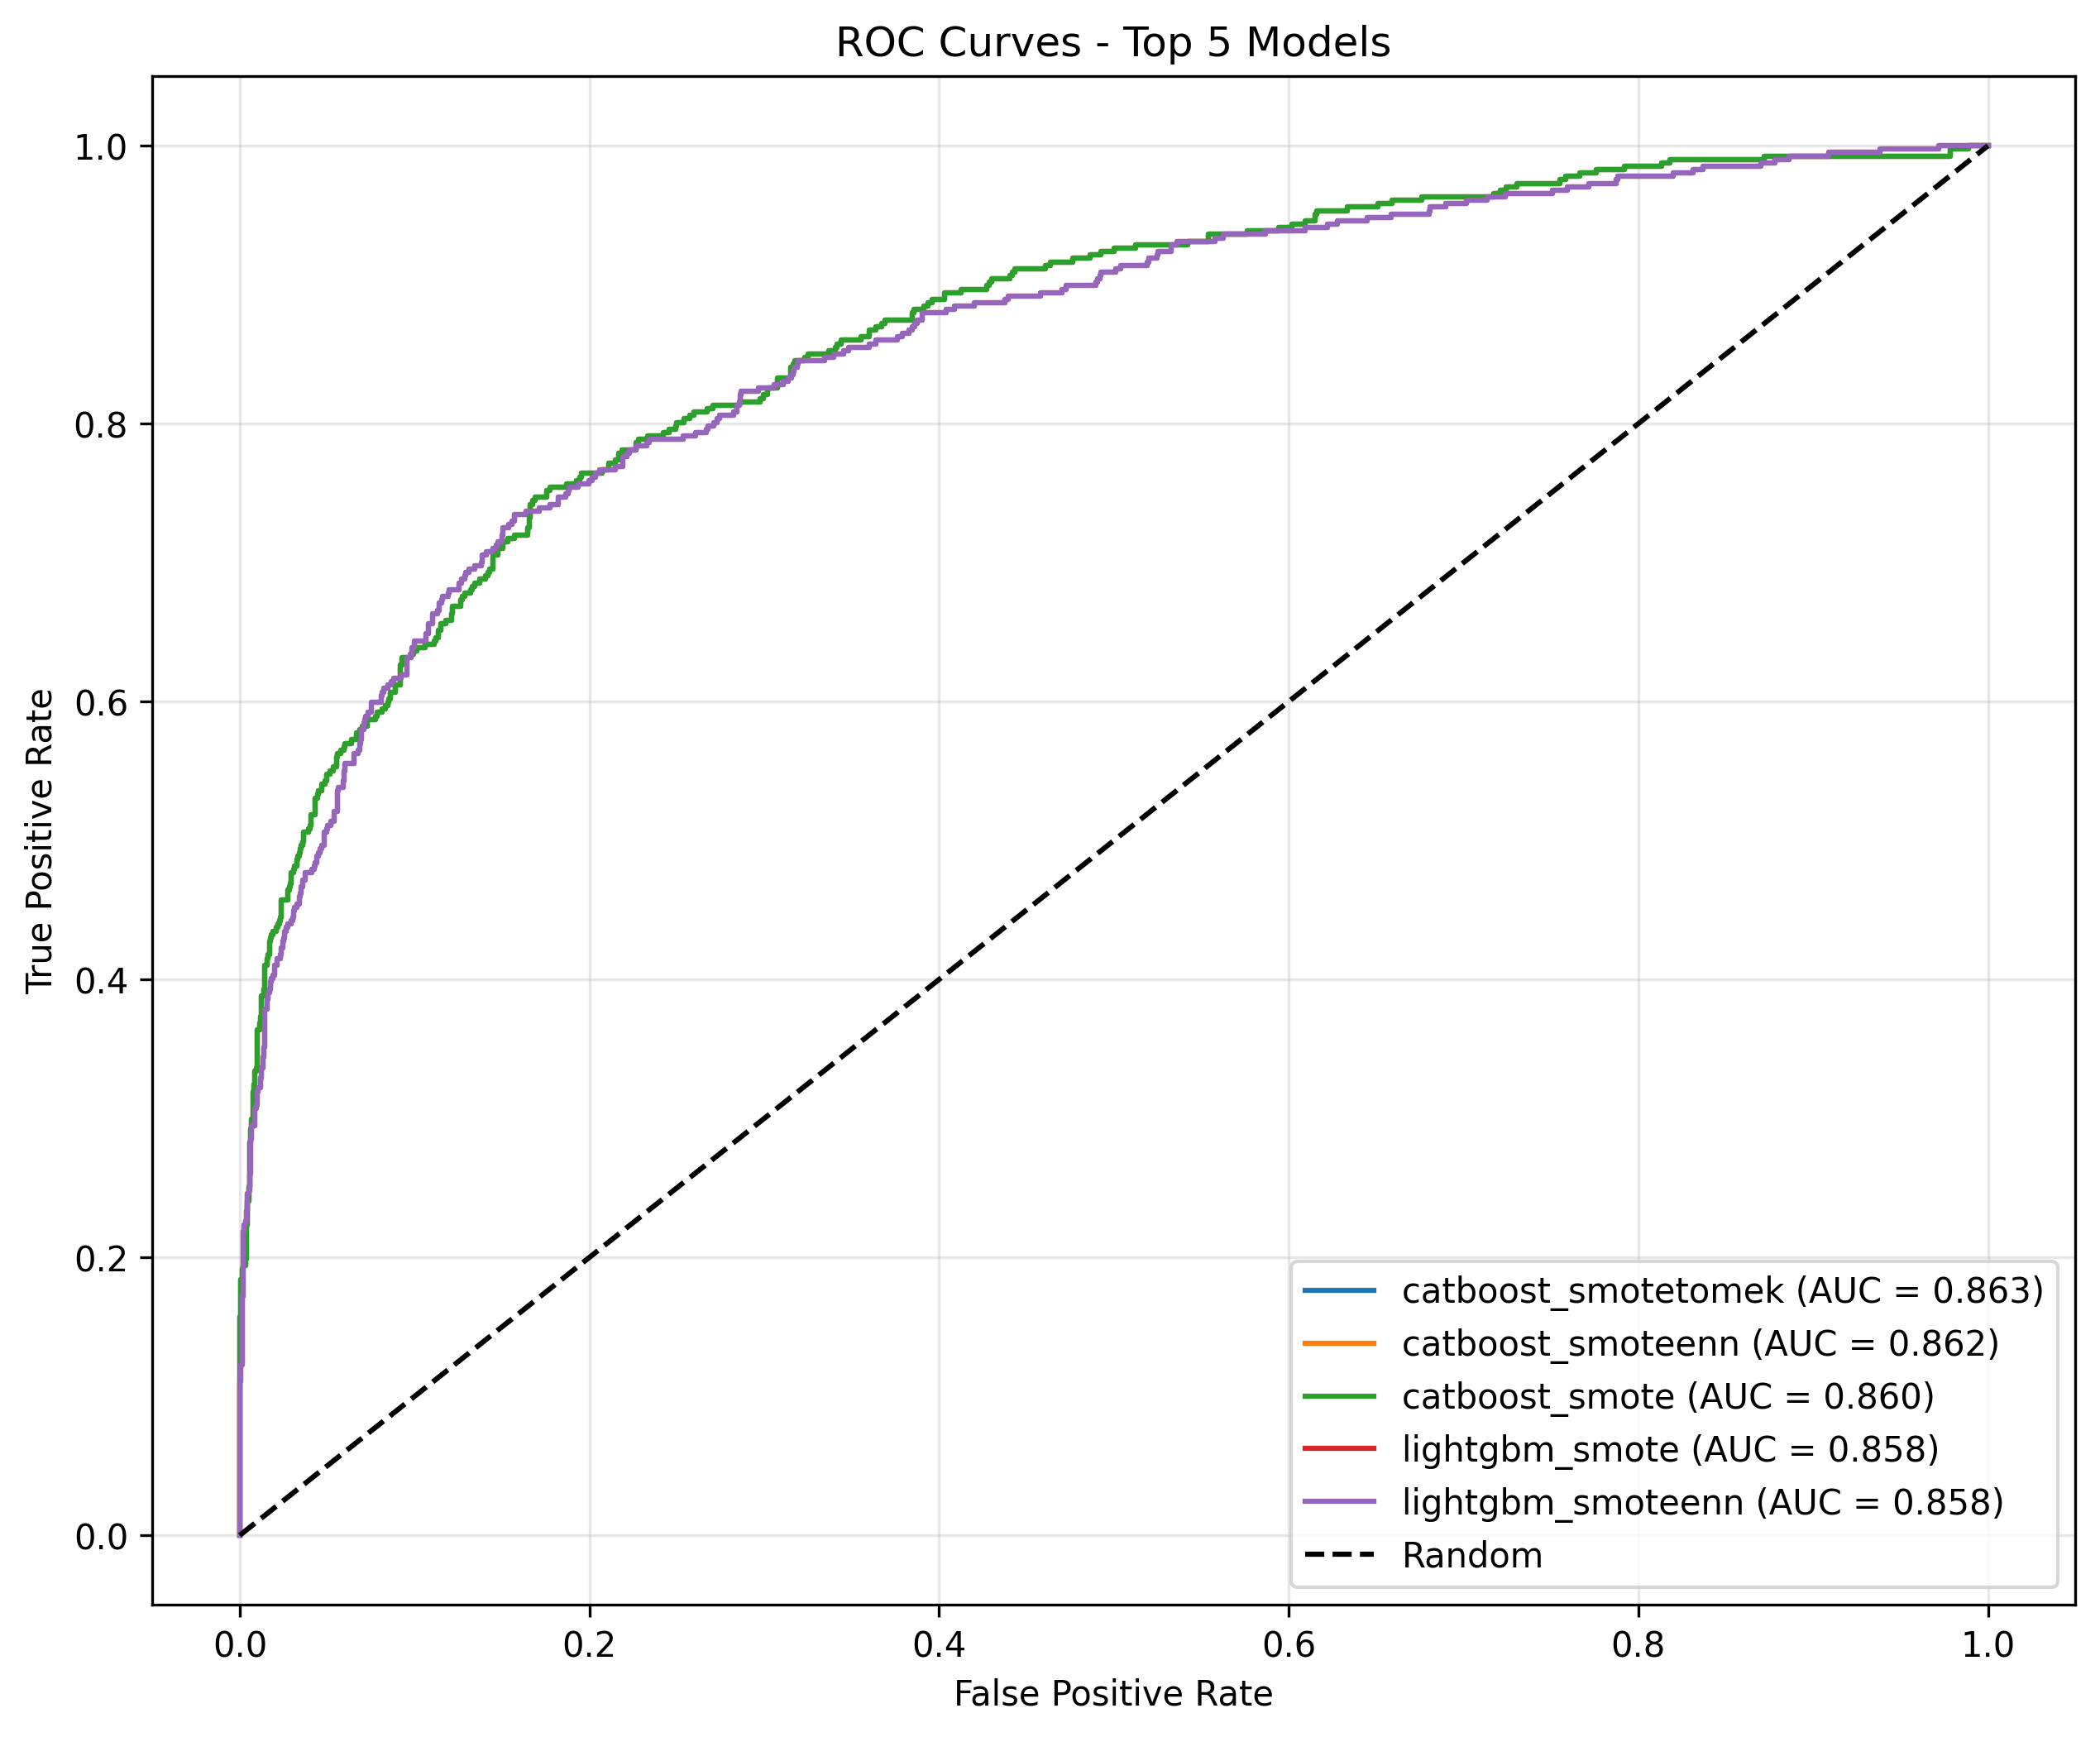 ROC Curves - Top 5 Models
True Positive Rate
1.0
0.8
0.6
0.4
0.2
0.0
catboost_smotetomek (AUC = 0.863)
catboost_smoteenn (AUC = 0.862)
catboost_smote (AUC = 0.860)
lightgbm_smote (AUC = 0.858)
lightgbm_smoteenn (AUC = 0.858)
Random
0.0 0.2 0.4 0.6 0.8 1.0
False Positive Rate